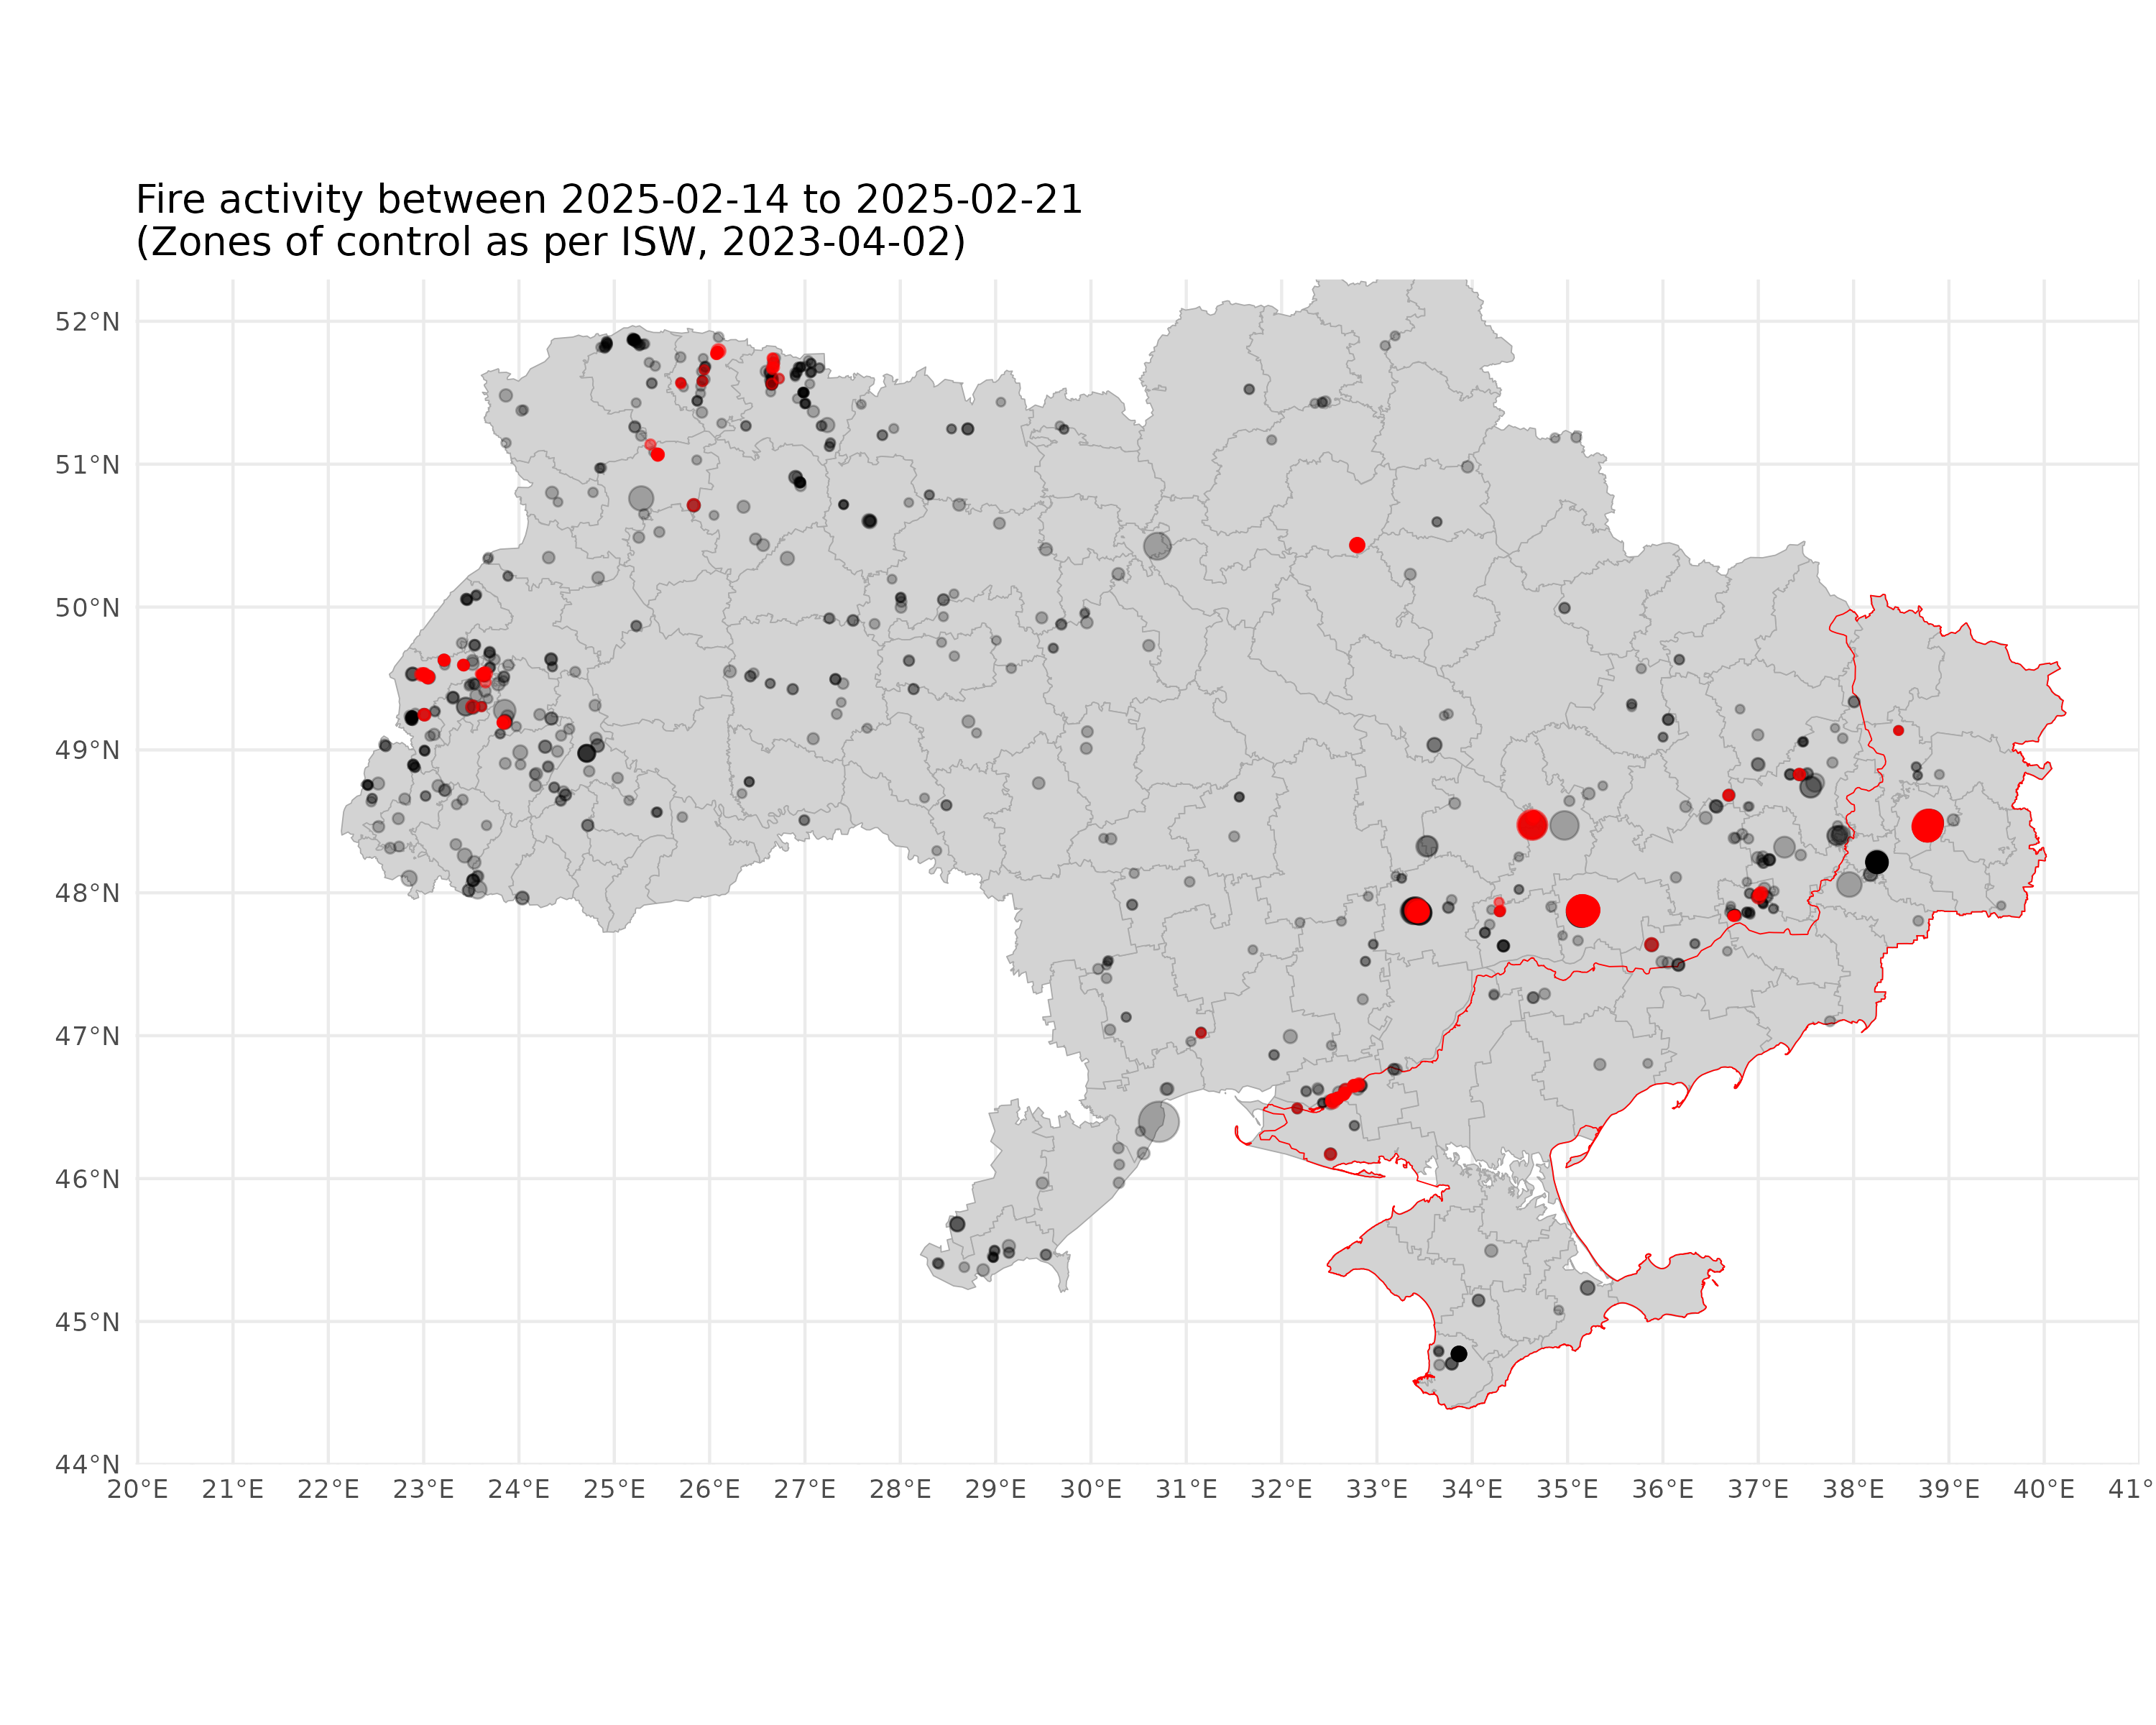 Fire activity between 2025-02-14 to 2025-02-21
(Zones of control as per ISW, 2023-04-02)
52°N
51°N
50°N
49°N
48°N
47°N
46°N
45°N
44°N
20°E 21°E 22°E 23°E 24°E 25°E 26°E 27°E 28°E 29°E 30°E 31°E 32°E 33°E 34°E 35°E 36°E 37°E 38°E 39°E 40°E 41°